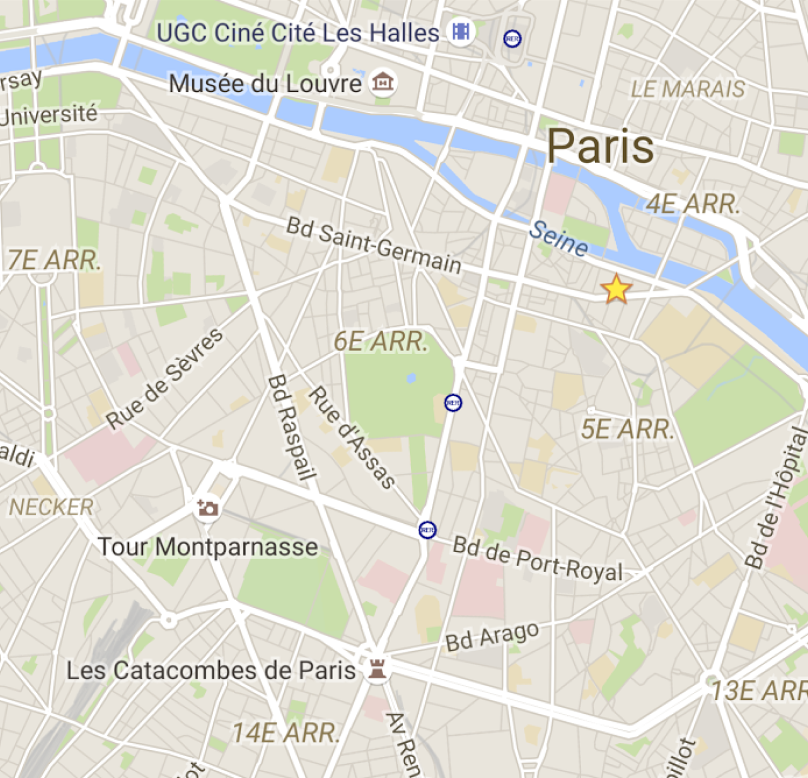 UGC Ciné Cité Les Halles
Musée du Louvre
LE MARAIS
rsay
Université
Paris
4E ARR.
Seine
Bd Saint-Germain
7E ARR.
6E ARR.
Rue de Sèvres
Bd Raspail
Rue d'Assas
5E ARR.
aldi
NECKER
Bd de l'Hôpital
Tour Montparnasse
Bd de Port-Royal
Bd Arago
Les Catacombes de Paris
13E ARR
14E ARR.
Av Ren
illot
ot